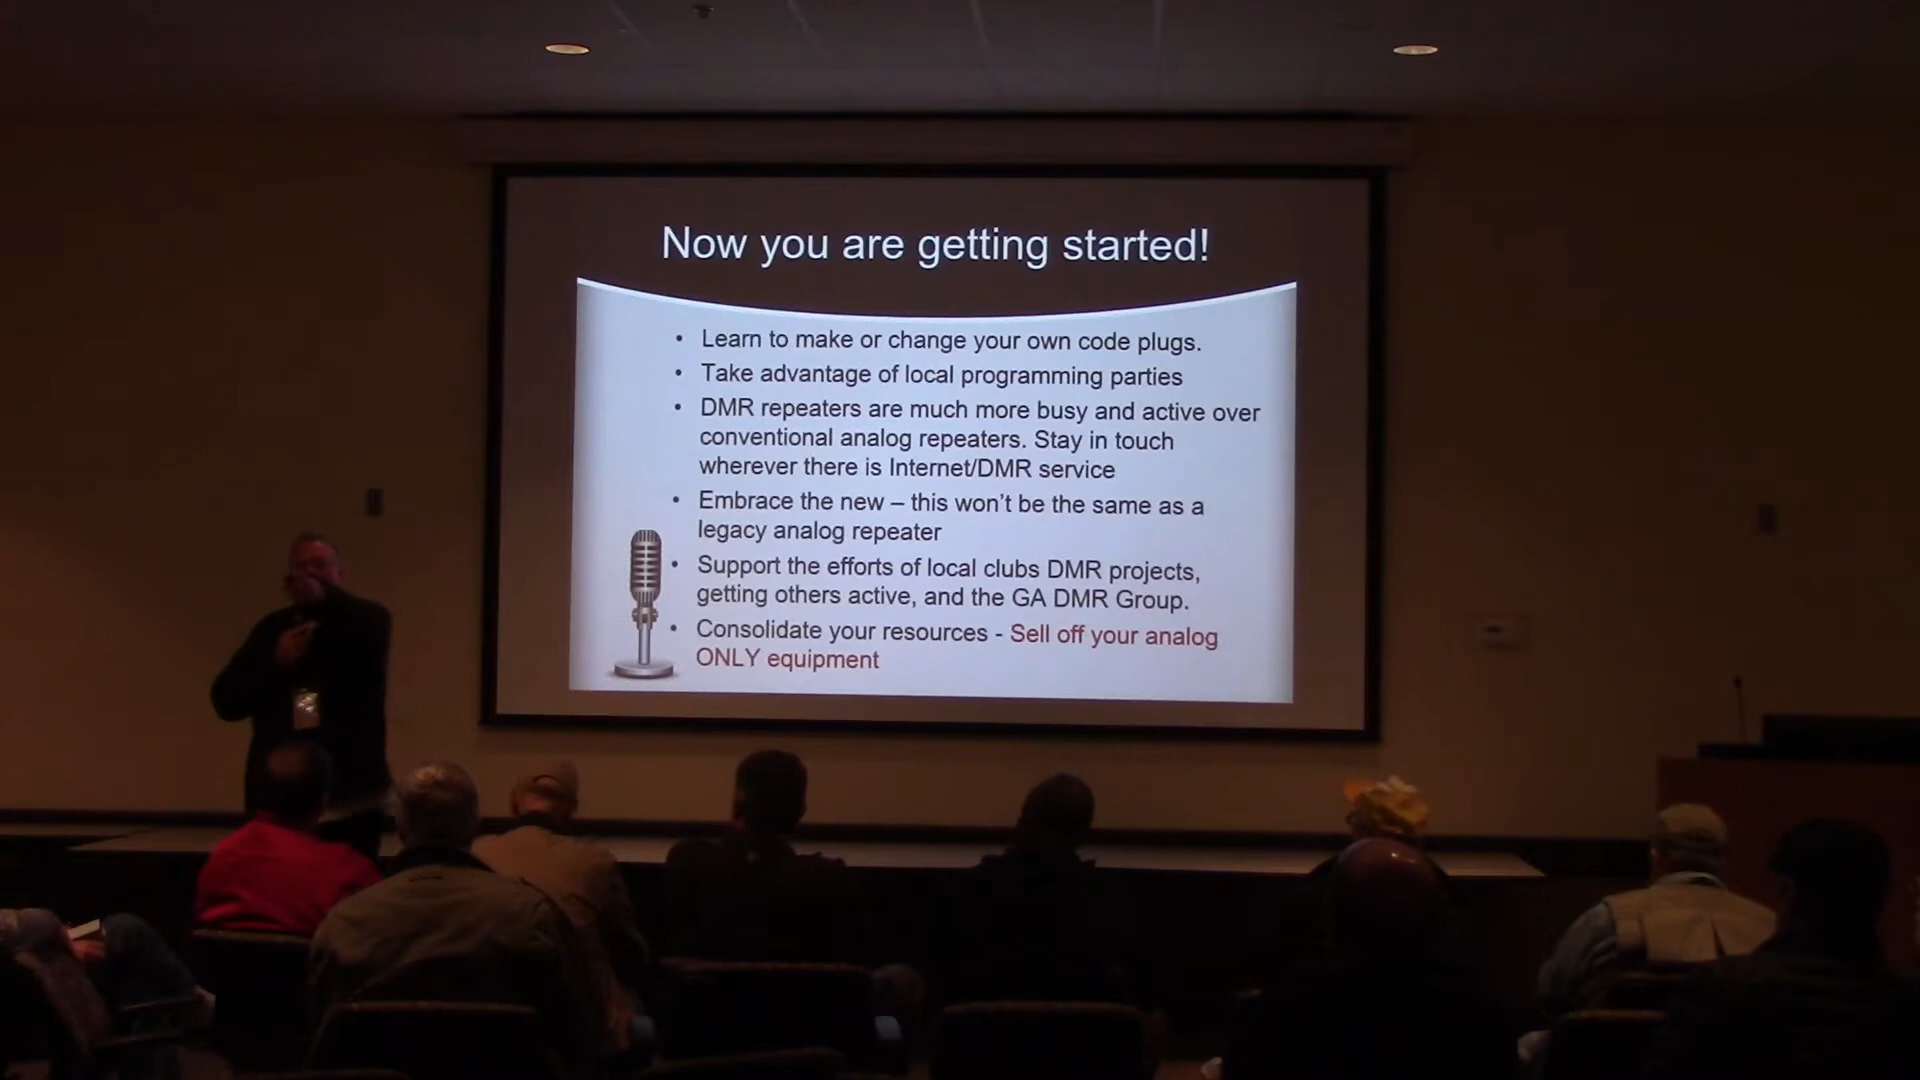 Now you are getting started!
• Learn to make or change your own code plugs.
• Take advantage of local programming parties
• DMR repeaters are much more busy and active over
conventional analog repeaters. Stay in touch
wherever there is Internet/DMR service
• Embrace the new – this won't be the same as a
legacy analog repeater
• Support the efforts of local clubs DMR projects,
getting others active, and the GA DMR Group.
• Consolidate your resources - Sell off your analog
ONLY equipment